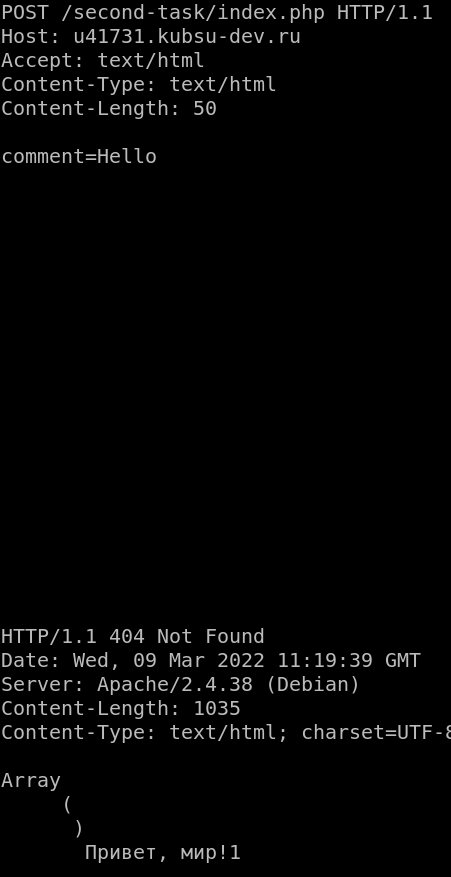 POST /second-task/index.php HTTP/1.1
Host: u41731.kubsu-dev.ru
Accept: text/html
Content-Type: text/html
Content-Length: 50
comment=Hello
HTTP/1.1 404 Not Found
Date: Wed, 09 Mar 2022 11:19:39 GMT
Server: Apache/2.4.38 (Debian)
Content-Length: 1035
Content-Type: text/html; charset=UTF-8
Array
(
)
Привет, мир!1